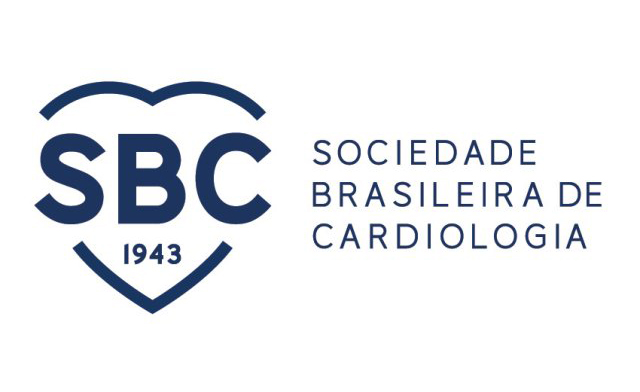 SBC
1943
SOCIEDADE
BRASILEIRA DE
CARDIOLOGIA